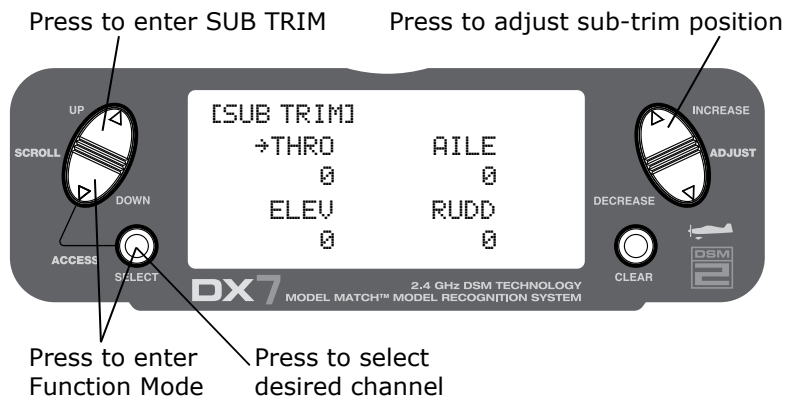 Press to enter SUB TRIM
Press to adjust sub-trim position
UP
SCROLL
DOWN
ACCESS
SELECT
[SUB TRIM]
→THRO AILE
0 0
ELEV RUDD
0 0
INCREASE
ADJUST
DECREASE
CLEAR
DSM
2
DX7
2.4 GHz DSM TECHNOLOGY
MODEL MATCH™ MODEL RECOGNITION SYSTEM
Press to enter
Function Mode
Press to select
desired channel